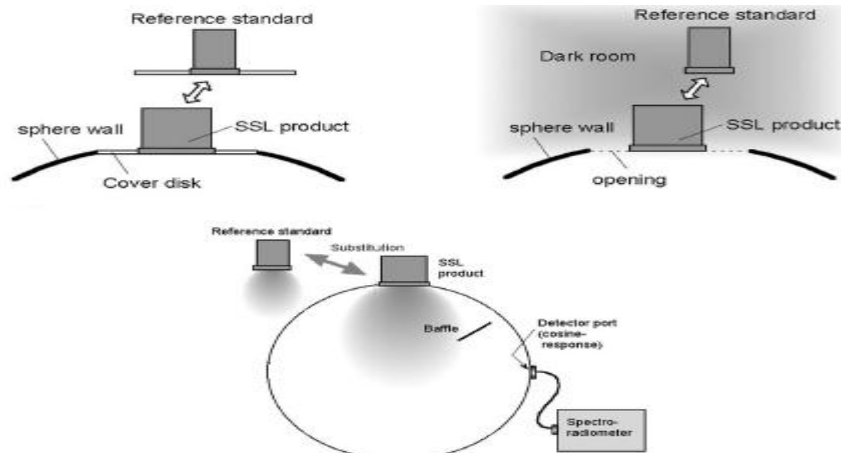 Reference standard
SSL product
sphere wall
Cover disk
Reference standard
Dark room
SSL product
sphere wall
opening
Reference standard
Substitution
SSL
product
Baffle
Detector port
(cosine-
response)
Spectro-
radiometer